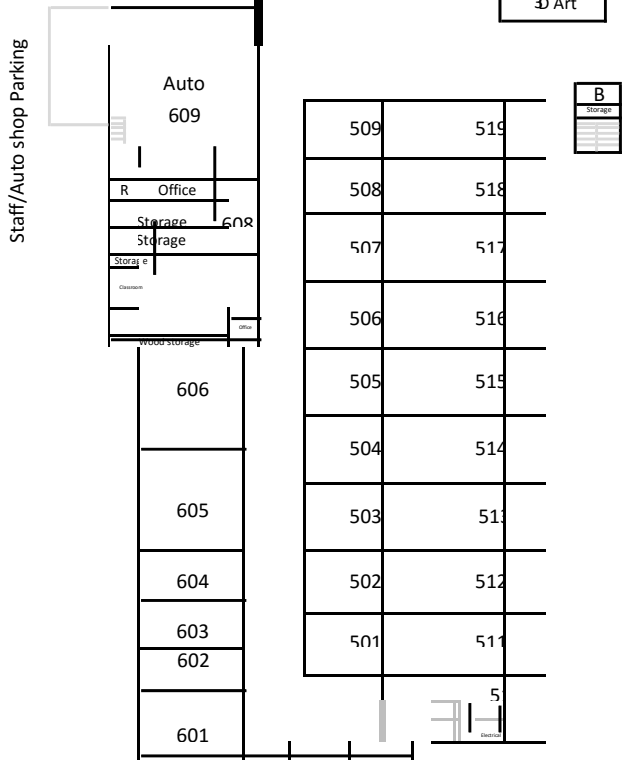 3D Art
Staff/Auto shop Parking
Auto
609
B
Storage
509 519
R Office
508 518
Storage 608
Storage
507 517
Storage
Classroom
506 516
Office
Wood storage
606
505 515
504 514
605
503 513
604
502 512
603
501 511
602
601
Electrical